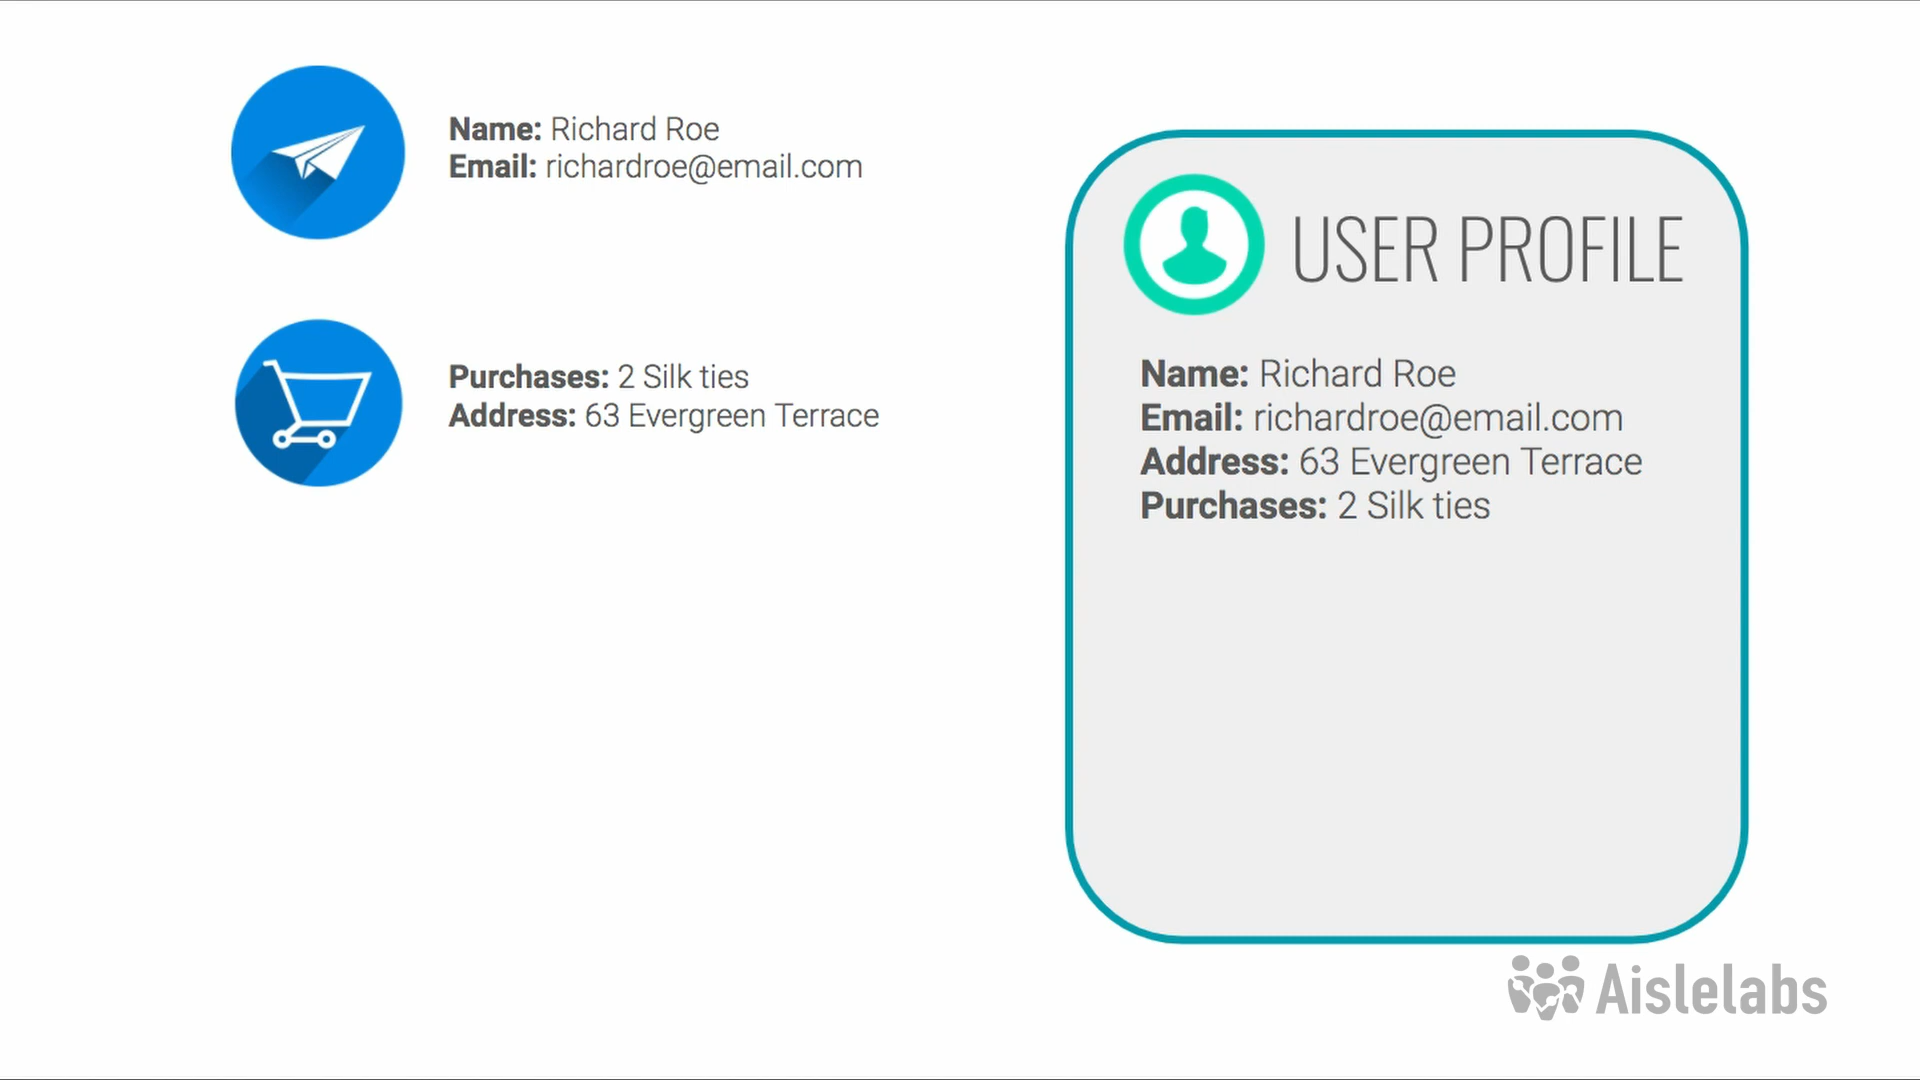 Name: Richard Roe
Email: richardroe@email.com
Purchases: 2 Silk ties
Address: 63 Evergreen Terrace
USER PROFILE
Name: Richard Roe
Email: richardroe@email.com
Address: 63 Evergreen Terrace
Purchases: 2 Silk ties
Aislelabs